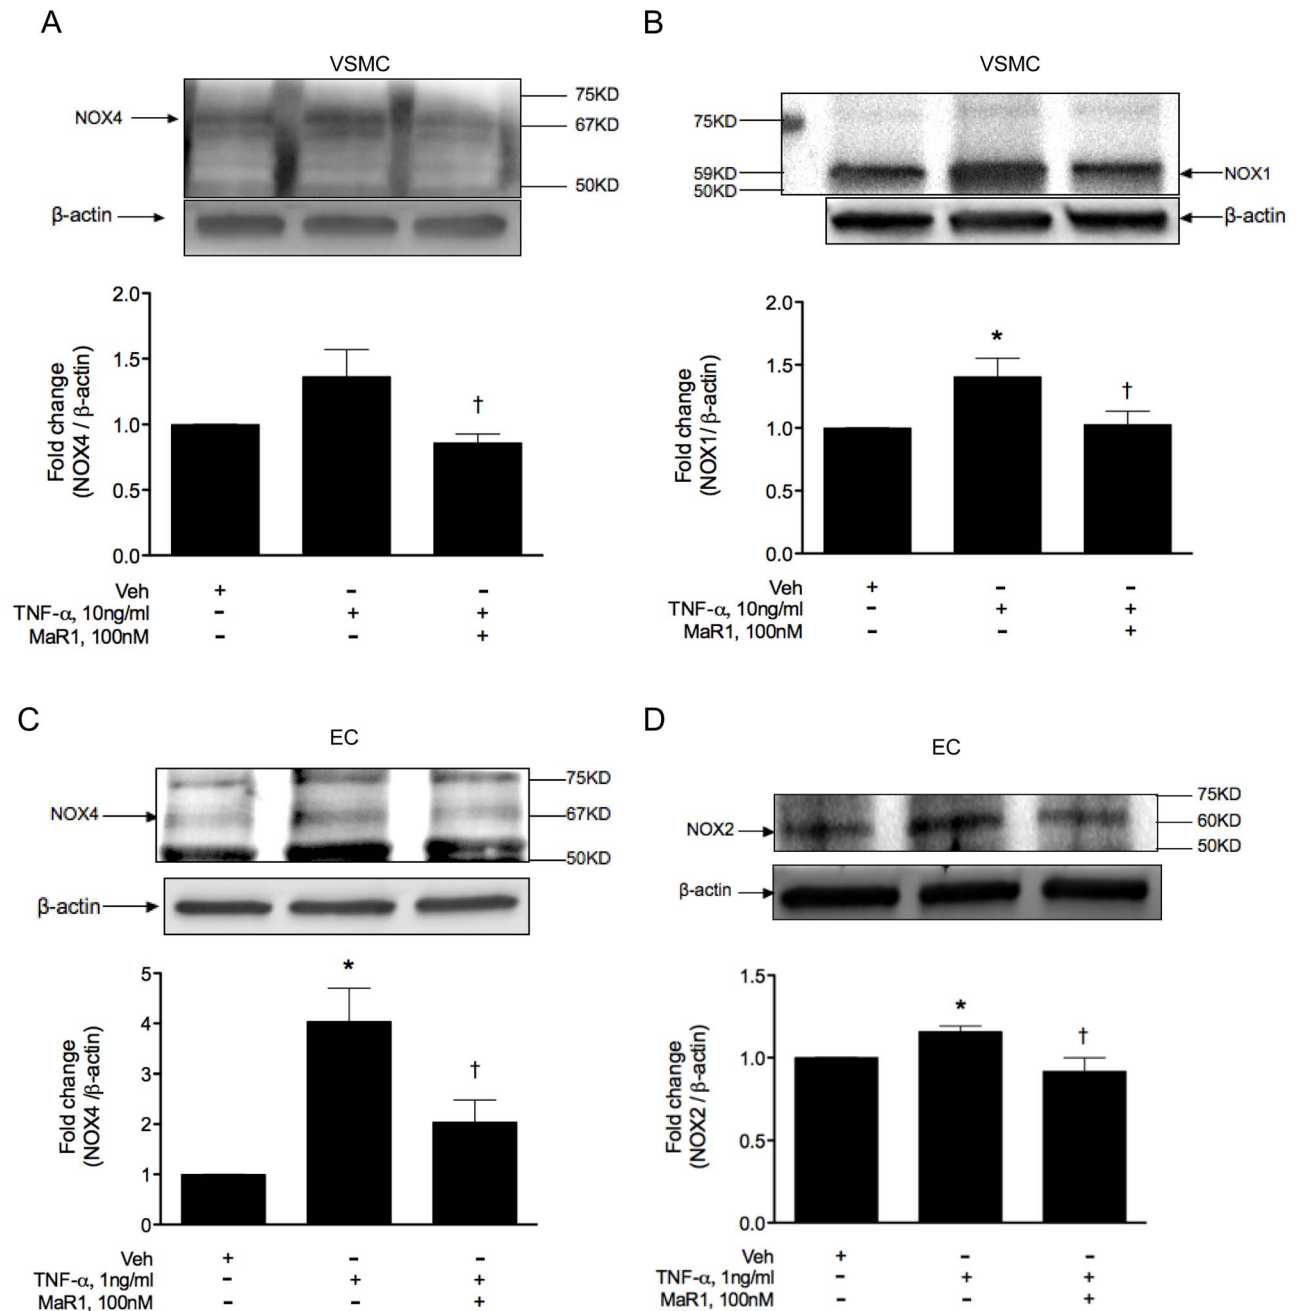 A
VSMC
NOX4
75KD
67KD
50KD
β-actin
2.0
1.5
1.0
0.5
0.0
Fold change
(NOX4 / β-actin)
†
Veh + - -
TNF-α, 10ng/ml - + +
MaR1, 100nM - - +
B
VSMC
75KD
59KD
50KD
NOX1
β-actin
2.0
1.5
1.0
0.5
0.0
Fold change
(NOX1/ β-actin)
*
†
Veh + - -
TNF-α, 10ng/ml - + +
MaR1, 100nM - - +
C
EC
NOX4
75KD
67KD
50KD
β-actin
5
4
3
2
1
0
Fold change
(NOX4 /β-actin)
*
†
Veh + - -
TNF-α, 1ng/ml - + +
MaR1, 100nM - - +
D
EC
NOX2
75KD
60KD
50KD
β-actin
1.5
1.0
0.5
0.0
Fold change
(NOX2 / β-actin)
*
†
Veh + - -
TNF-α, 1ng/ml - + +
MaR1, 100nM - - +